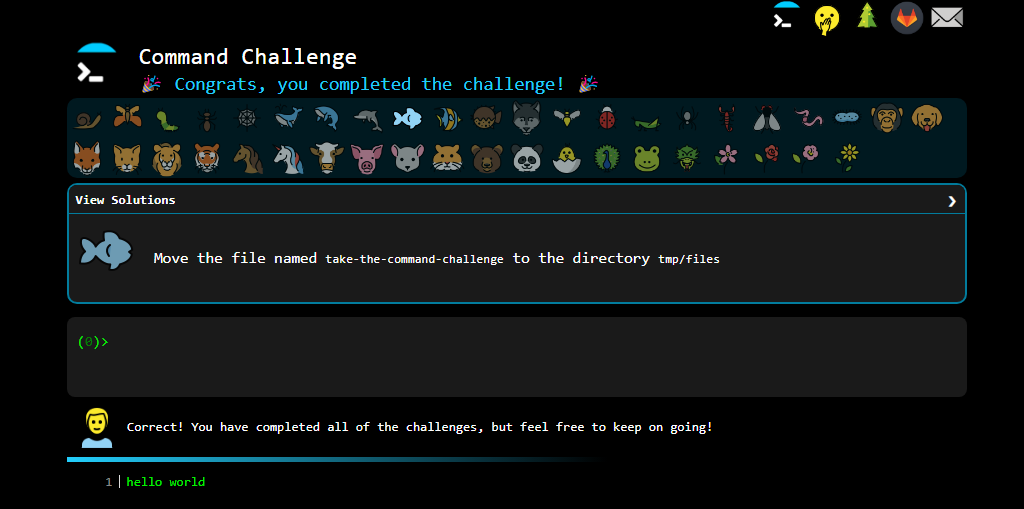 Command Challenge
🎉 Congrats, you completed the challenge! 🎉
View Solutions ❯
Move the file named take-the-command-challenge to the directory tmp/files
(0)>
Correct! You have completed all of the challenges, but feel free to keep on going!
1 hello world